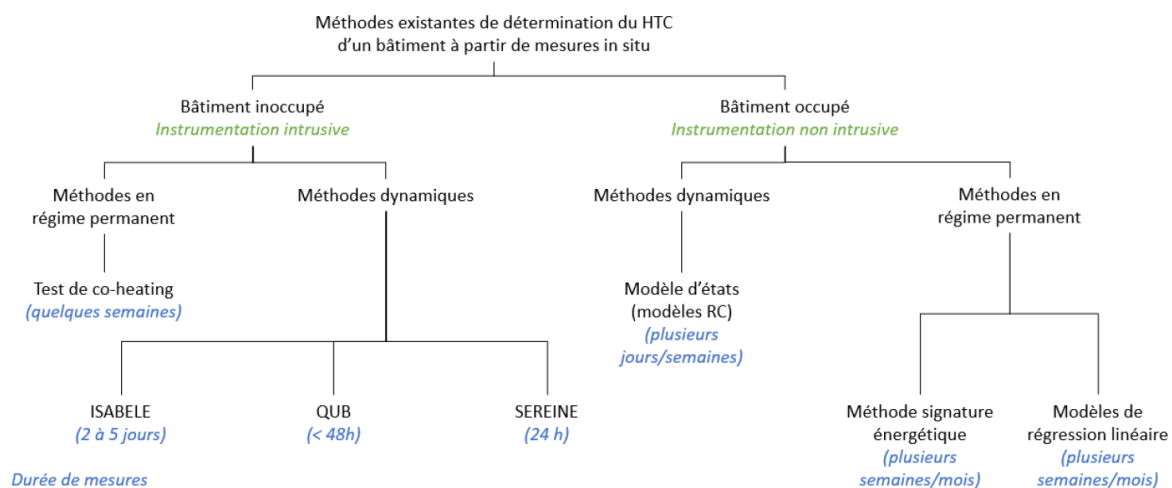 Méthodes existantes de détermination du HTC
d'un bâtiment à partir de mesures in situ
Bâtiment inoccupé
Instrumentation intrusive
Bâtiment occupé
Instrumentation non intrusive
Méthodes en
régime permanent
Méthodes dynamiques
Méthodes dynamiques
Méthodes en
régime permanent
Test de co-heating
(quelques semaines)
Modèle d'états
(modèles RC)
(plusieurs
jours/semaines)
ISABELE
(2 à 5 jours)
QUB
(< 48h)
SEREINE
(24 h)
Méthode signature
énergétique
(plusieurs
semaines/mois)
Modèles de
régression linéaire
(plusieurs
semaines/mois)
Durée de mesures